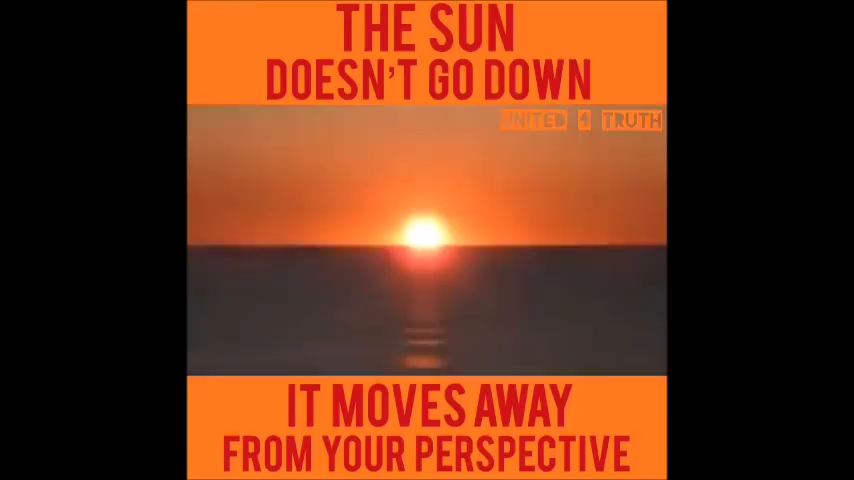 THE SUN
DOESN'T GO DOWN
UNITED 4 TRUTH
IT MOVES AWAY
FROM YOUR PERSPECTIVE